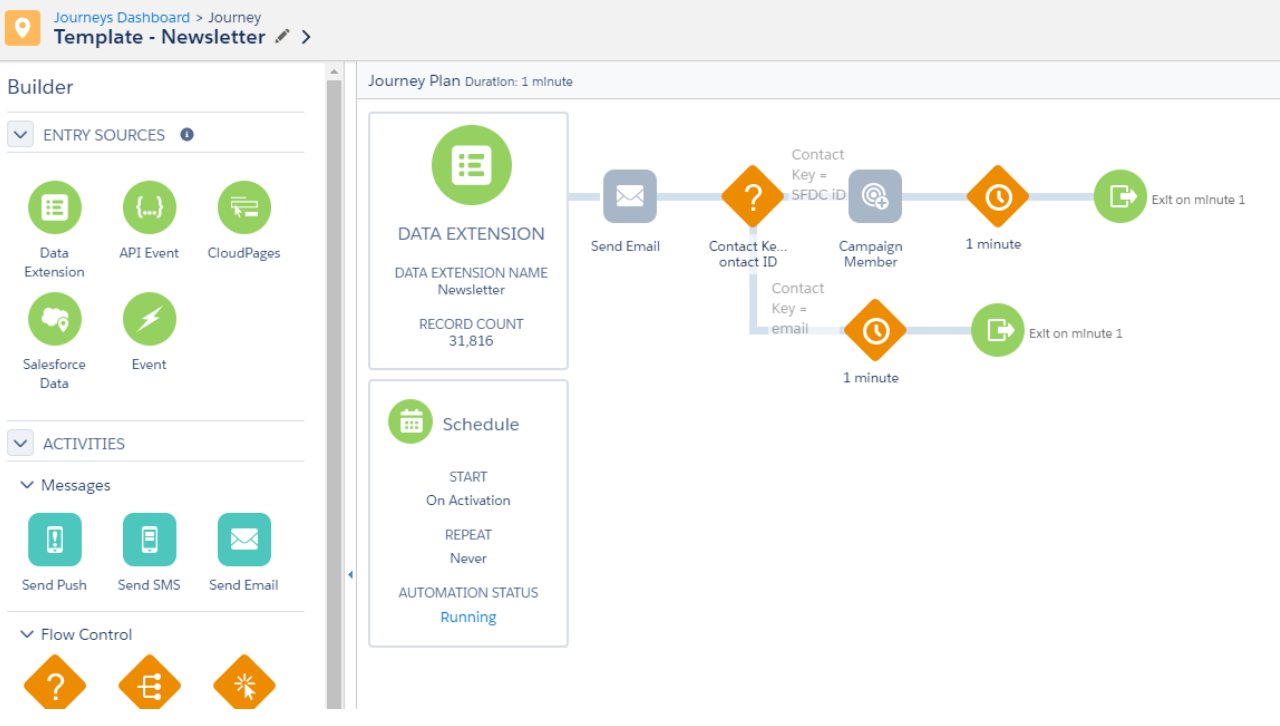 Journeys Dashboard > Journey
Template - Newsletter
Builder
ENTRY SOURCES
Data
Extension
API Event
CloudPages
Salesforce
Data
Event
ACTIVITIES
Messages
Send Push
Send SMS
Send Email
Flow Control
Journey Plan Duration: 1 minute
DATA EXTENSION
DATA EXTENSION NAME
Newsletter
RECORD COUNT
31,816
Schedule
START
On Activation
REPEAT
Never
AUTOMATION STATUS
Running
Send Email
Contact Ke...
ontact ID
Contact
Key =
SFDC iD
Campaign
Member
1 minute
Exit on minute 1
Contact
Key =
email
1 minute
Exit on minute 1